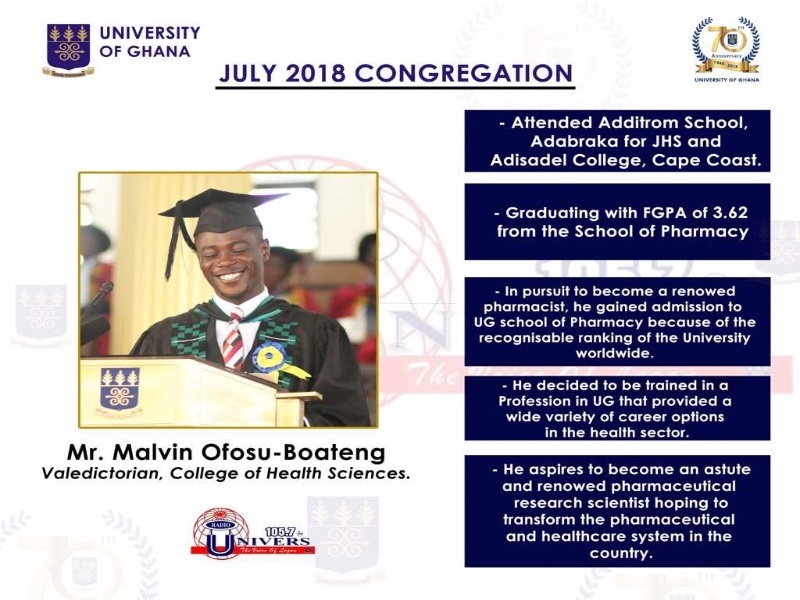 UNIVERSITY
OF GHANA
JULY 2018 CONGREGATION
70TH
Anniversary
UNIVERSITY OF GHANA
- Attended Additrom School,
Adabraka for JHS and
Adisadel College, Cape Coast.
- Graduating with FGPA of 3.62
from the School of Pharmacy
- In pursuit to become a renowed
pharmacist, he gained admission to
UG school of Pharmacy because of the
recognisable ranking of the University
worldwide.
- He decided to be trained in a
Profession in UG that provided a
wide variety of career options
in the health sector.
- He aspires to become an astute
and renowed pharmaceutical
research scientist hoping to
transform the pharmaceutical
and healthcare system in the
country.
Mr. Malvin Ofosu-Boateng
Valedictorian, College of Health Sciences.
RADIO
105.7 fm
UNIVERS
The Voice Of Legon